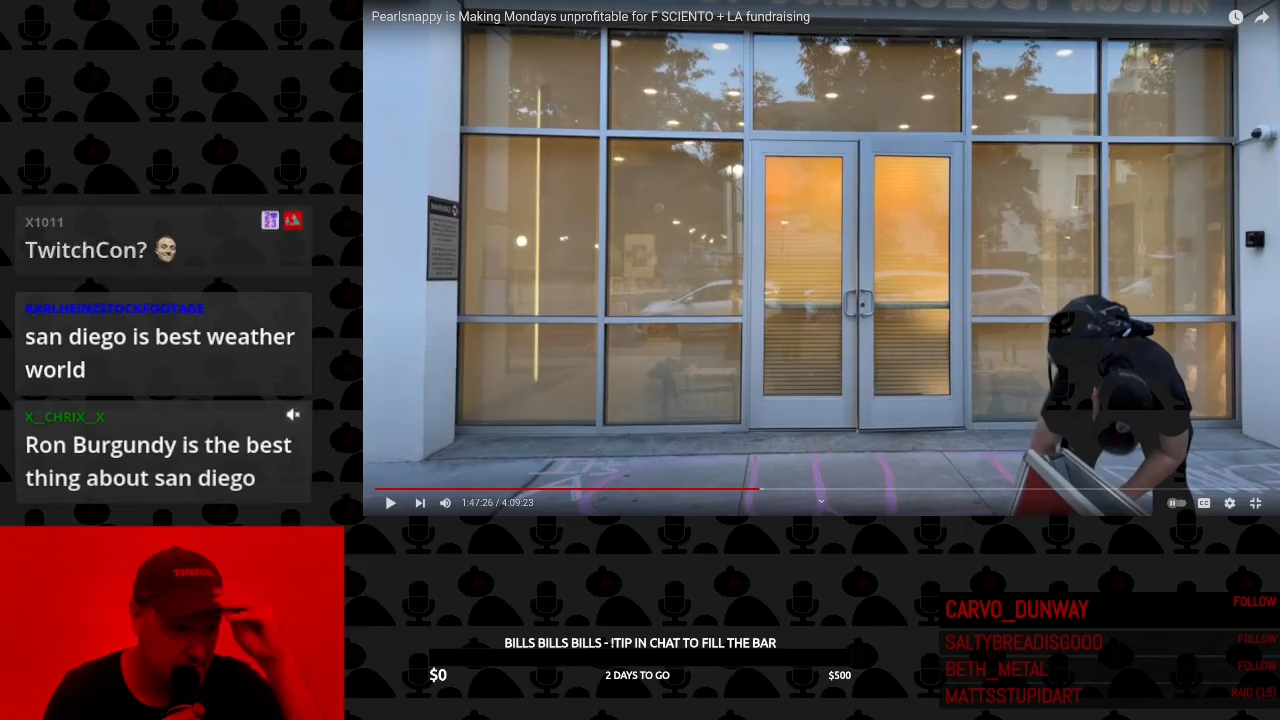 Pearlsnappy is Making Mondays unprofitable for F SCIENTO + LA fundraising
WARNING
X1011
TwitchCon?
KARLHEINZSTOCKFOOTAGE
san diego is best weather
world
X__CHRIX__X
Ron Burgundy is the best
thing about san diego
1:47:26 / 4:09:23
BILLS BILLS BILLS - !TIP IN CHAT TO FILL THE BAR
$0
2 DAYS TO GO
$500
CARVO_DUNWAY
FOLLOW
SALTYBREADISGOOD
FOLLOW
BETH_METAL
FOLLOW
MATTSSTUPIDART
RAID (15)